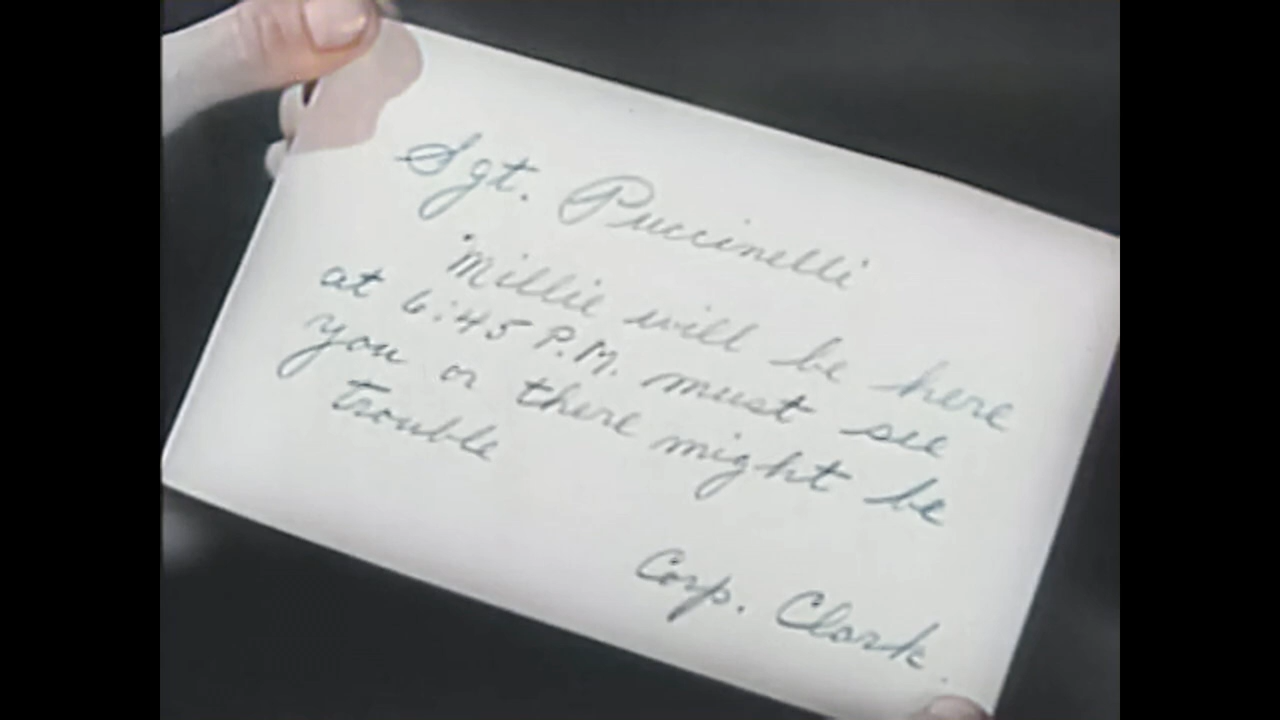 Sgt. Puccinelli
Millie will be here
at 6:45 P.M. must see
you or there might be
trouble
Corp. Clark.